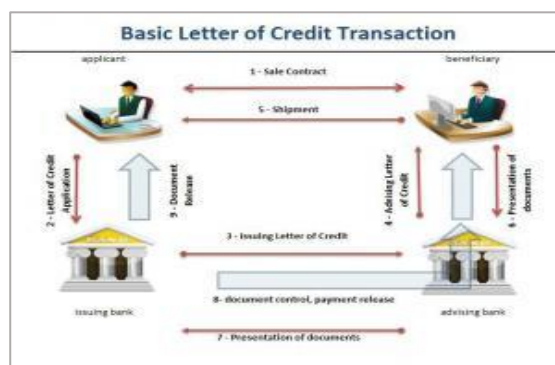 Basic Letter of Credit Transaction
applicant
beneficiary
1 - Sale Contract
5 - Shipment
2 - Letter of Credit
Application
9 - Document
Release
4 - Advising Letter
of Credit
6 - Presentation of
documents
3 - Issuing Letter of Credit
8- document control, payment release
issuing bank
advising bank
7 - Presentation of documents